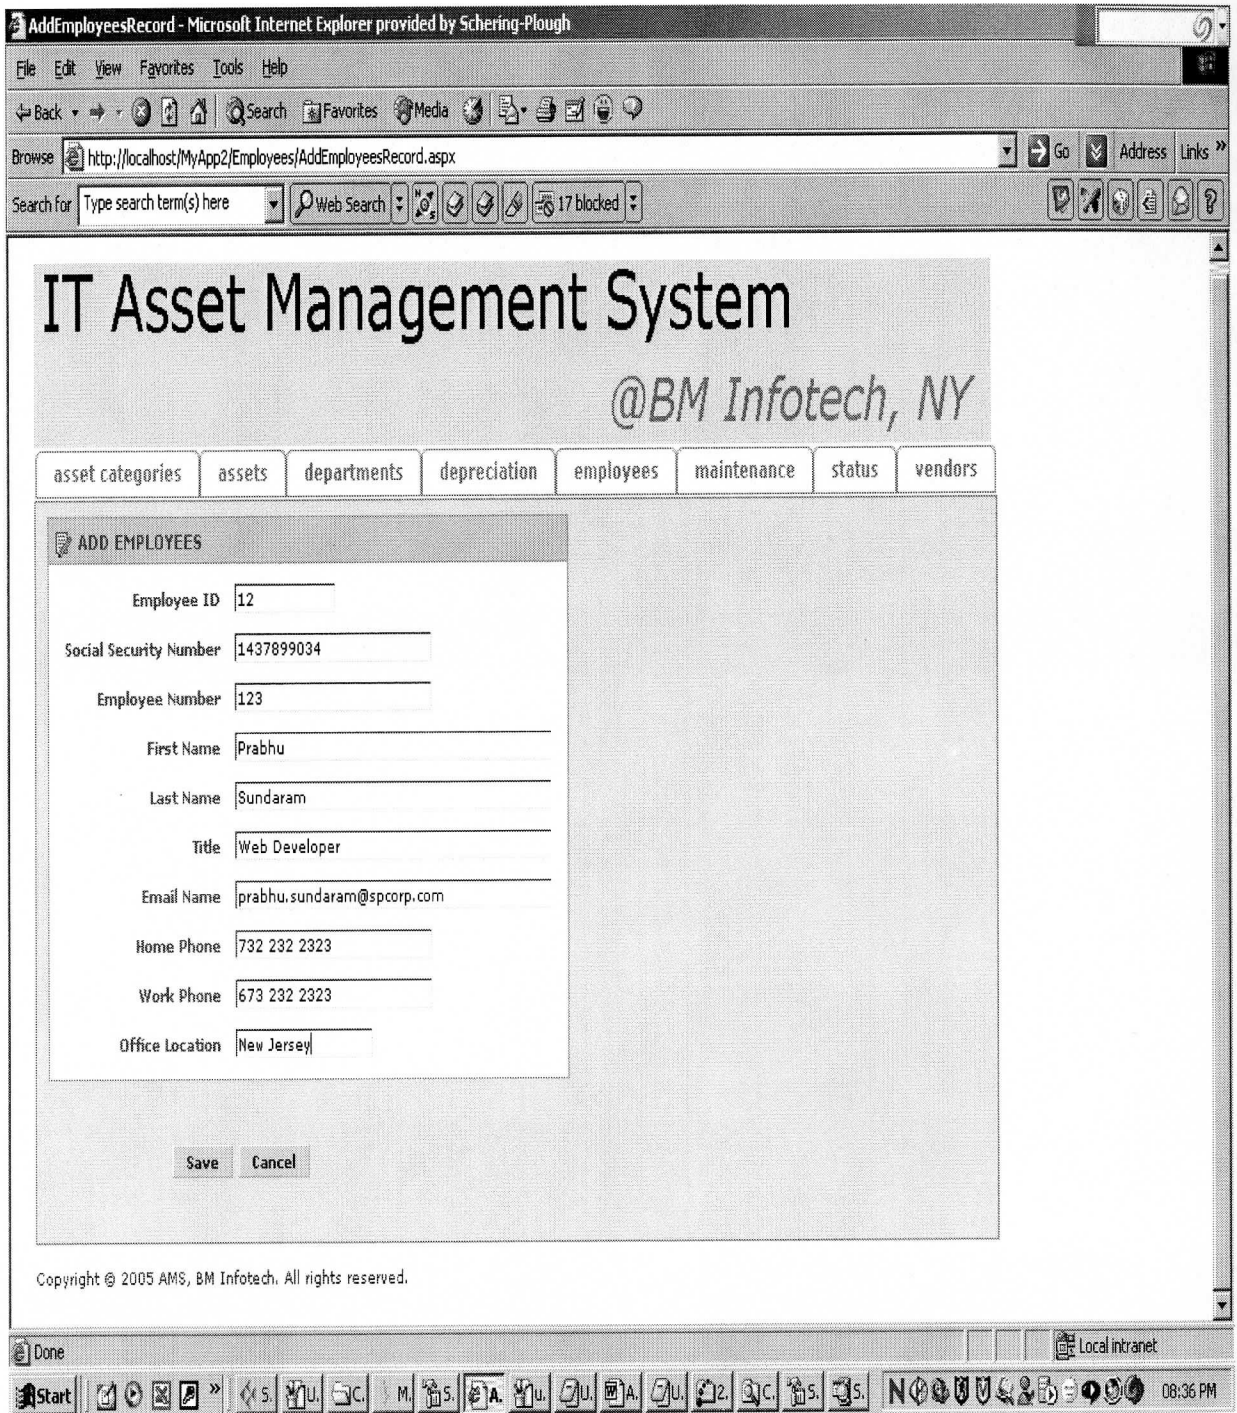 AddEmployeesRecord - Microsoft Internet Explorer provided by Schering-Plough
File Edit View Favorites Tools Help
Back Search Favorites Media
Browse http://localhost/MyApp2/Employees/AddEmployeesRecord.aspx Go Address Links »
Search for Type search term(s) here Web Search 17 blocked
IT Asset Management System
@BM Infotech, NY
asset categories assets departments depreciation employees maintenance status vendors
ADD EMPLOYEES
Employee ID 12
Social Security Number 1437899034
Employee Number 123
First Name Prabhu
Last Name Sundaram
Title Web Developer
Email Name prabhu.sundaram@spcorp.com
Home Phone 732 232 2323
Work Phone 673 232 2323
Office Location New Jersey
Save Cancel
Copyright © 2005 AMS, BM Infotech. All rights reserved.
Done Local intranet
Start » S. U. C. M. S. A. U. U. A. U. 2. C. S. S. 08:36 PM